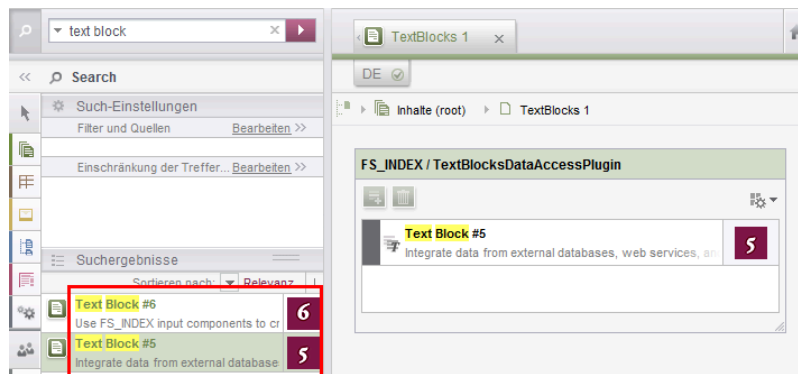 text block
Search
Such-Einstellungen
Filter und Quellen Bearbeiten >>
Einschränkung der Treffer... Bearbeiten >>
Suchergebnisse
Sortieren nach: Relevanz
Text Block #6
Use FS_INDEX input components to cr
6
Text Block #5
Integrate data from external database
5
TextBlocks 1
DE
Inhalte (root) TextBlocks 1
FS_INDEX / TextBlocksDataAccessPlugin
Text Block #5
Integrate data from external databases, web services, an
5